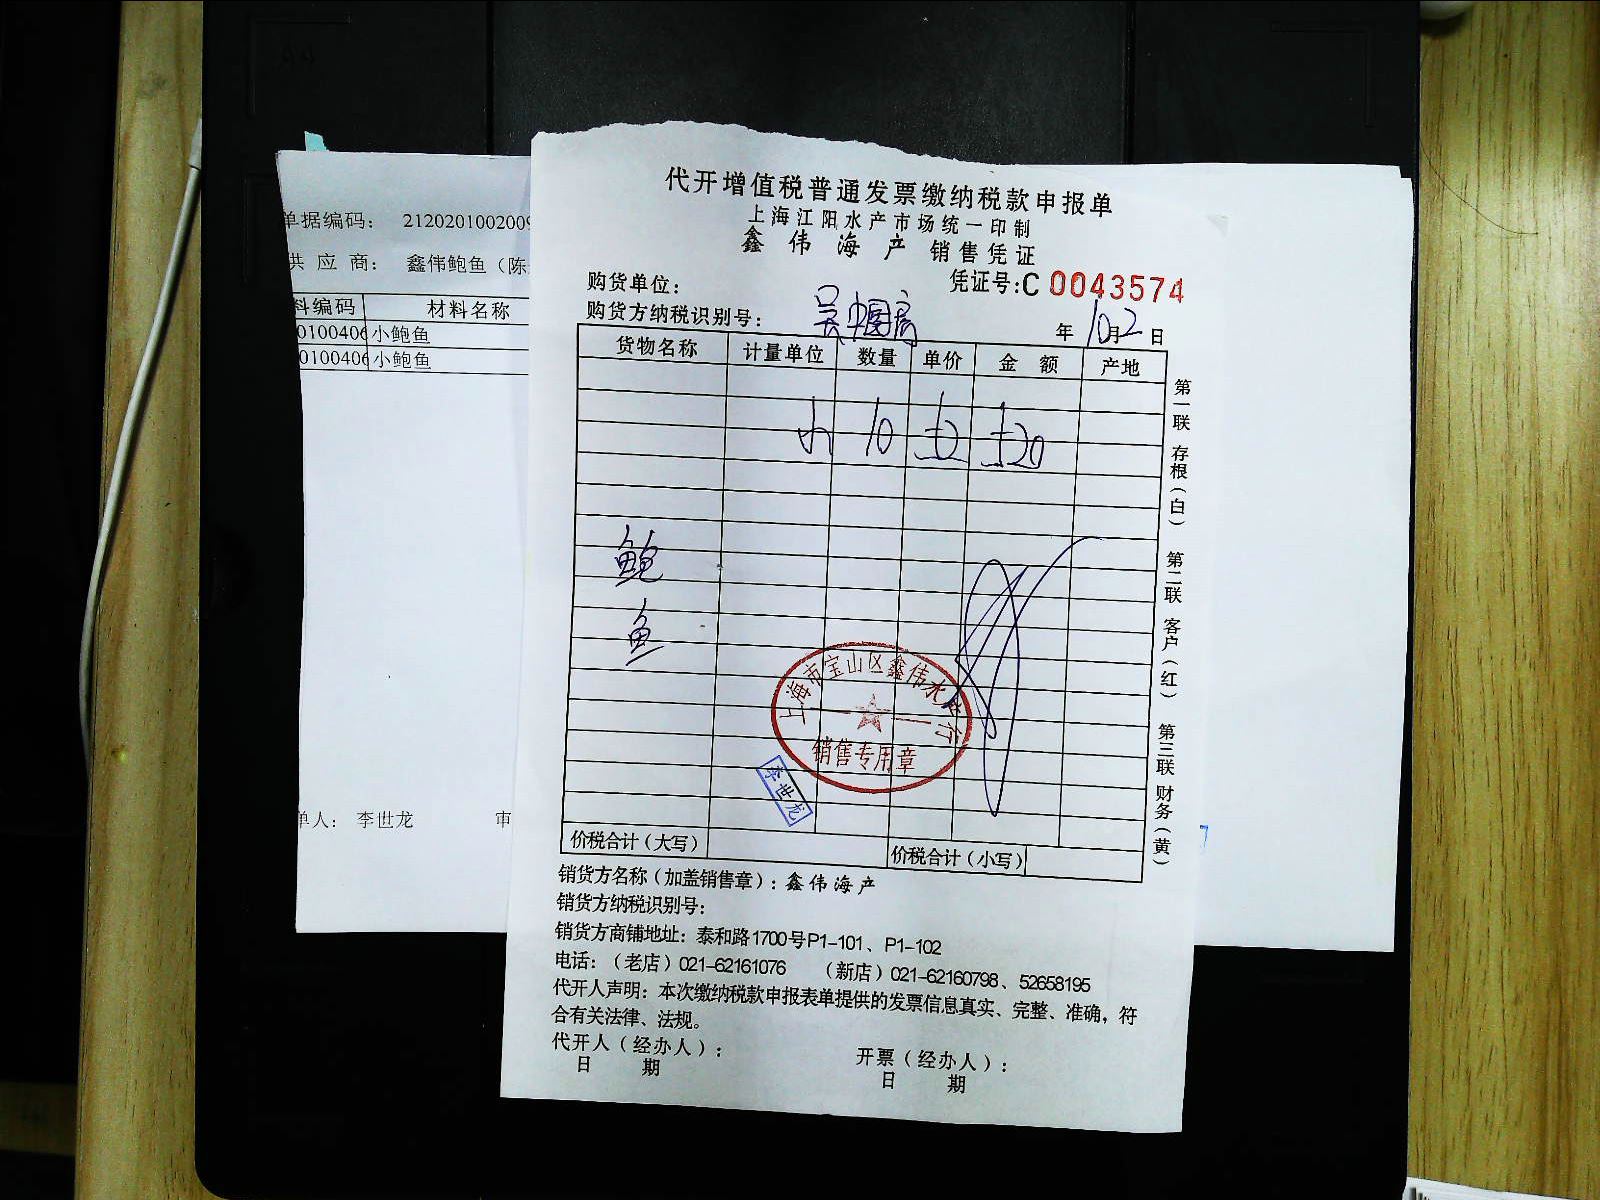 代开增值税普通发票缴纳税款申报单
上海江阳水产市场统一印制
鑫伟海产 销售凭证
购货单位：
凭证号：C 0043574
购货方纳税识别号：
年 10月2日
货物名称 计量单位 数量 单价 金额 产地
10
鲍
鱼
上海市宝山区鑫伟水产行
销售专用章
李世龙
价税合计（大写） 价税合计（小写）
第一联 存根（白） 第二联 客户（红） 第三联 财务（黄）
销货方名称（加盖销售章）：鑫伟海产
销货方纳税识别号：
销货方商铺地址：泰和路1700号P1-101、P1-102
电话：（老店）021-62161076 （新店）021-62160798、52658195
代开人声明：本次缴纳税款申报表单提供的发票信息真实、完整、准确，符
合有关法律、法规。
代开人（经办人）： 开票（经办人）：
日 期 日 期
单据编码： 2120201002009
供 应 商： 鑫伟鲍鱼（陈
料编码 材料名称
0100406 小鲍鱼
0100406 小鲍鱼
单人： 李世龙 审